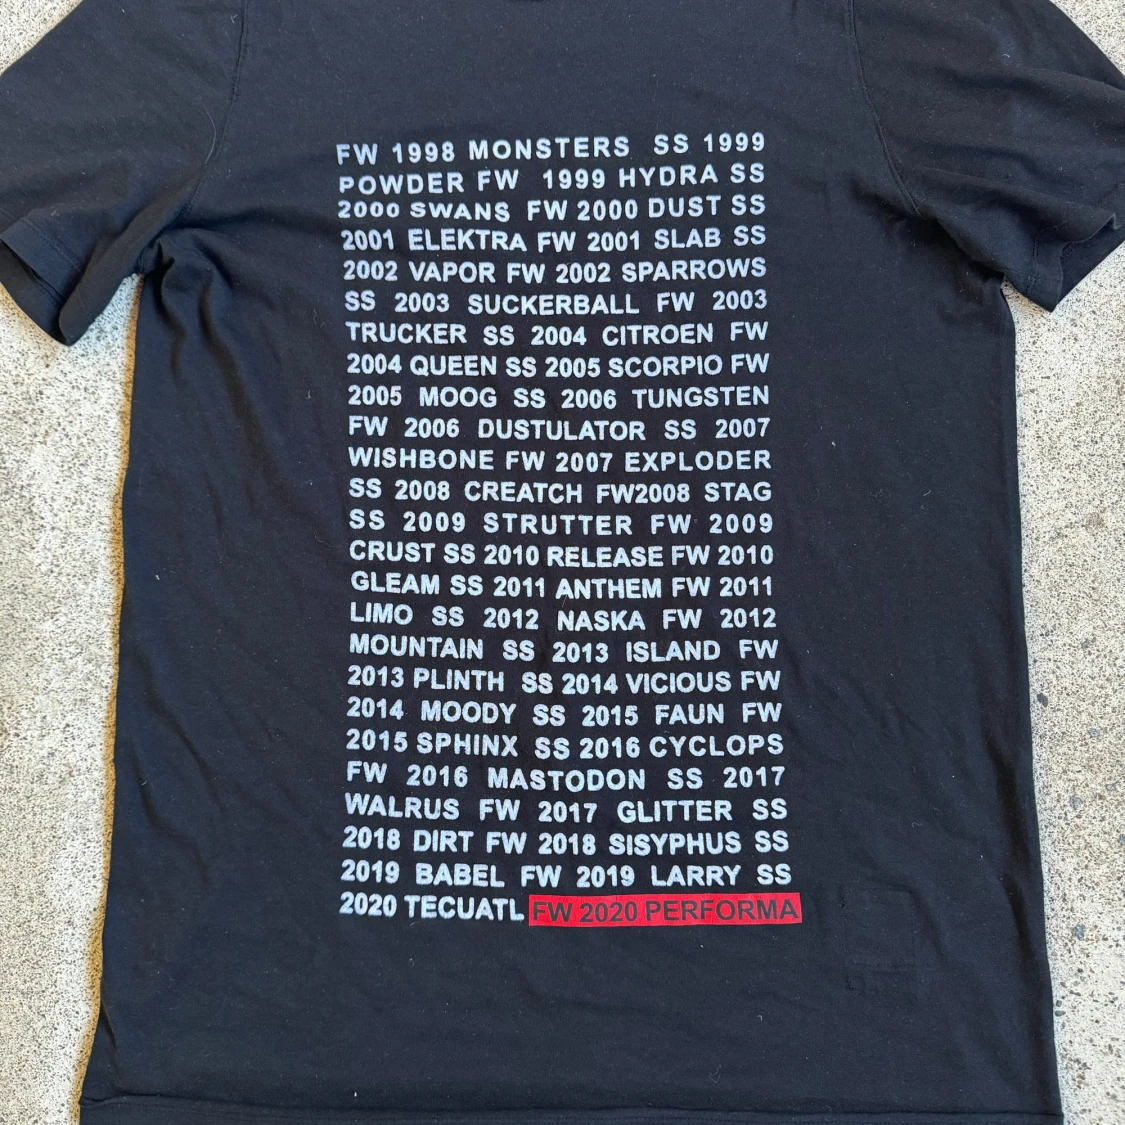 FW 1998 MONSTERS SS 1999
POWDER FW 1999 HYDRA SS
2000 SWANS FW 2000 DUST SS
2001 ELEKTRA FW 2001 SLAB SS
2002 VAPOR FW 2002 SPARROWS
SS 2003 SUCKERBALL FW 2003
TRUCKER SS 2004 CITROEN FW
2004 QUEEN SS 2005 SCORPIO FW
2005 MOOG SS 2006 TUNGSTEN
FW 2006 DUSTULATOR SS 2007
WISHBONE FW 2007 EXPLODER
SS 2008 CREATCH FW2008 STAG
SS 2009 STRUTTER FW 2009
CRUST SS 2010 RELEASE FW 2010
GLEAM SS 2011 ANTHEM FW 2011
LIMO SS 2012 NASKA FW 2012
MOUNTAIN SS 2013 ISLAND FW
2013 PLINTH SS 2014 VICIOUS FW
2014 MOODY SS 2015 FAUN FW
2015 SPHINX SS 2016 CYCLOPS
FW 2016 MASTODON SS 2017
WALRUS FW 2017 GLITTER SS
2018 DIRT FW 2018 SISYPHUS SS
2019 BABEL FW 2019 LARRY SS
2020 TECUATL FW 2020 PERFORMA